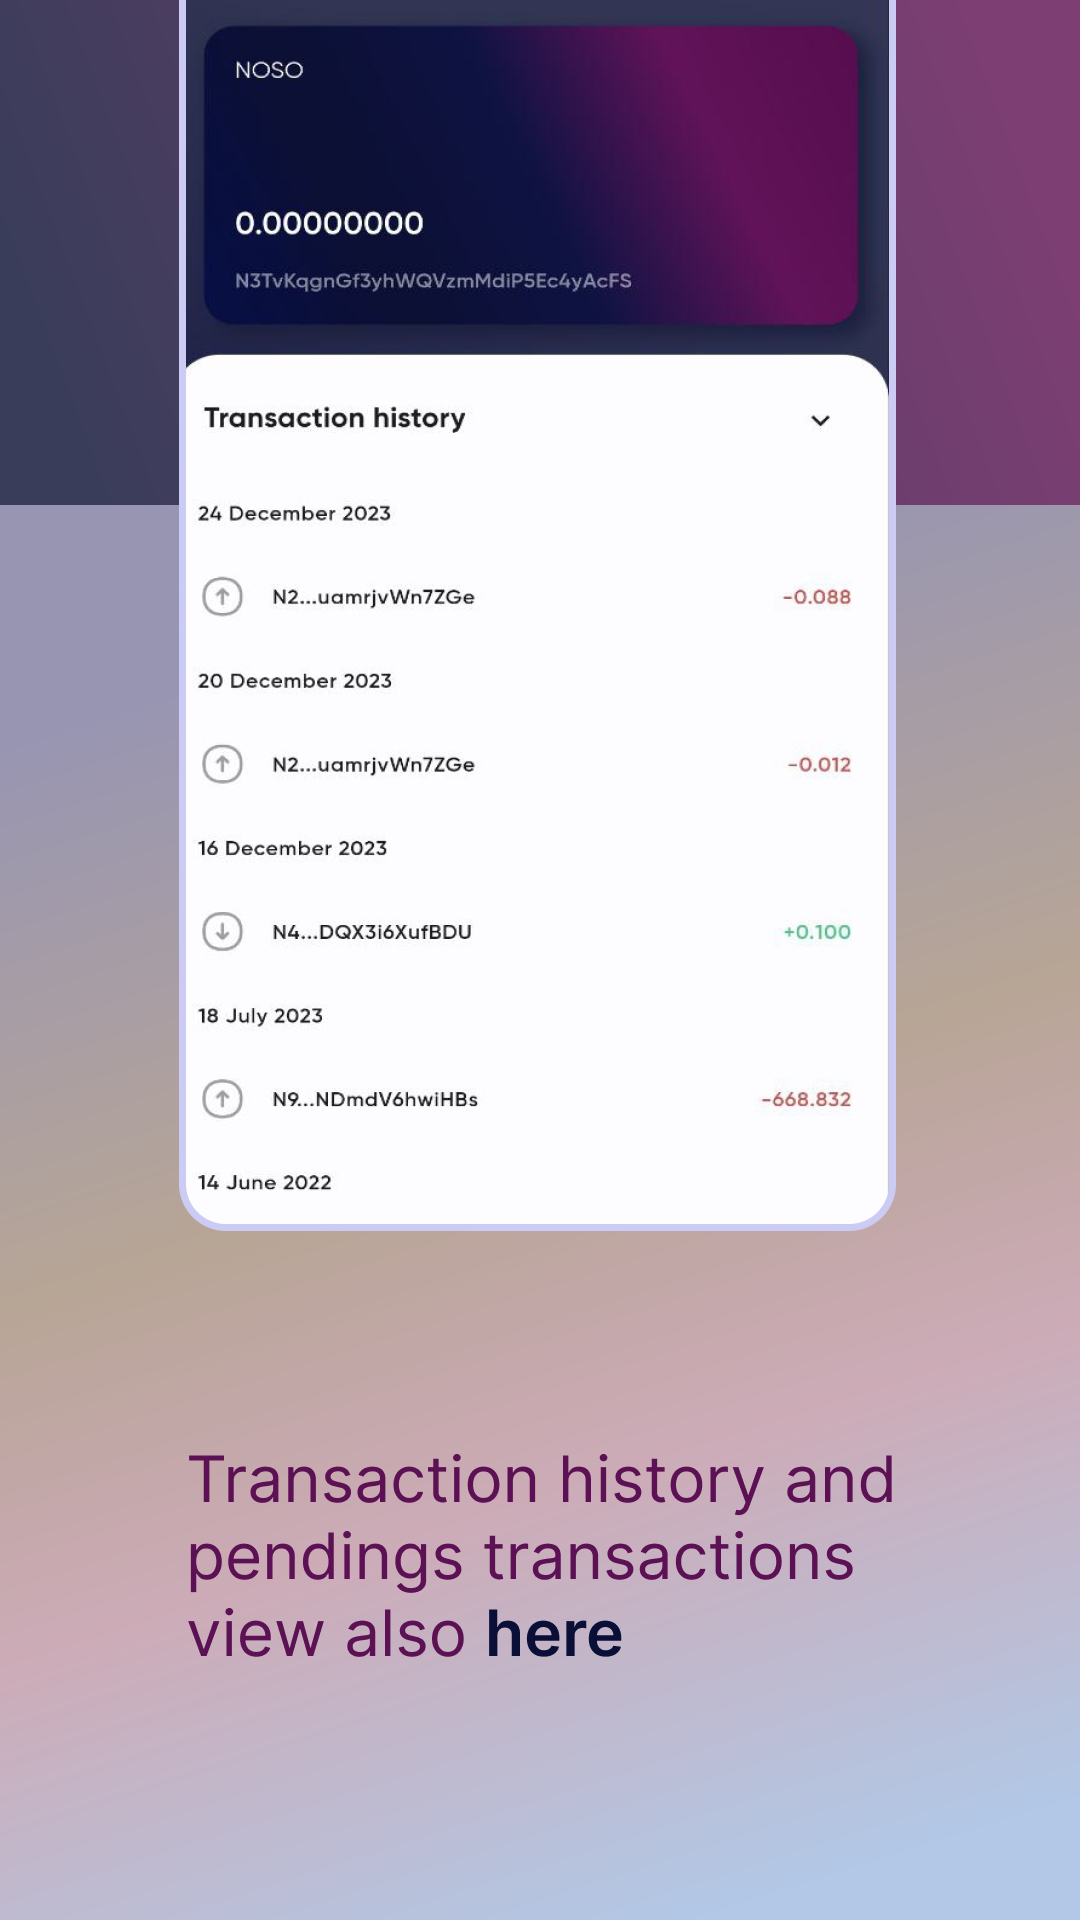 NOSO
0.00000000
N3TvKqgnGf3yhWQVzmMdiP5Ec4yAcFS
Transaction history
24 December 2023
N2...uamrjvWn7ZGe -0.088
20 December 2023
N2...uamrjvWn7ZGe -0.012
16 December 2023
N4...DQX3i6XufBDU +0.100
18 July 2023
N9...NDmdV6hwiHBs -668.832
14 June 2022
Transaction history and
pendings transactions
view also here